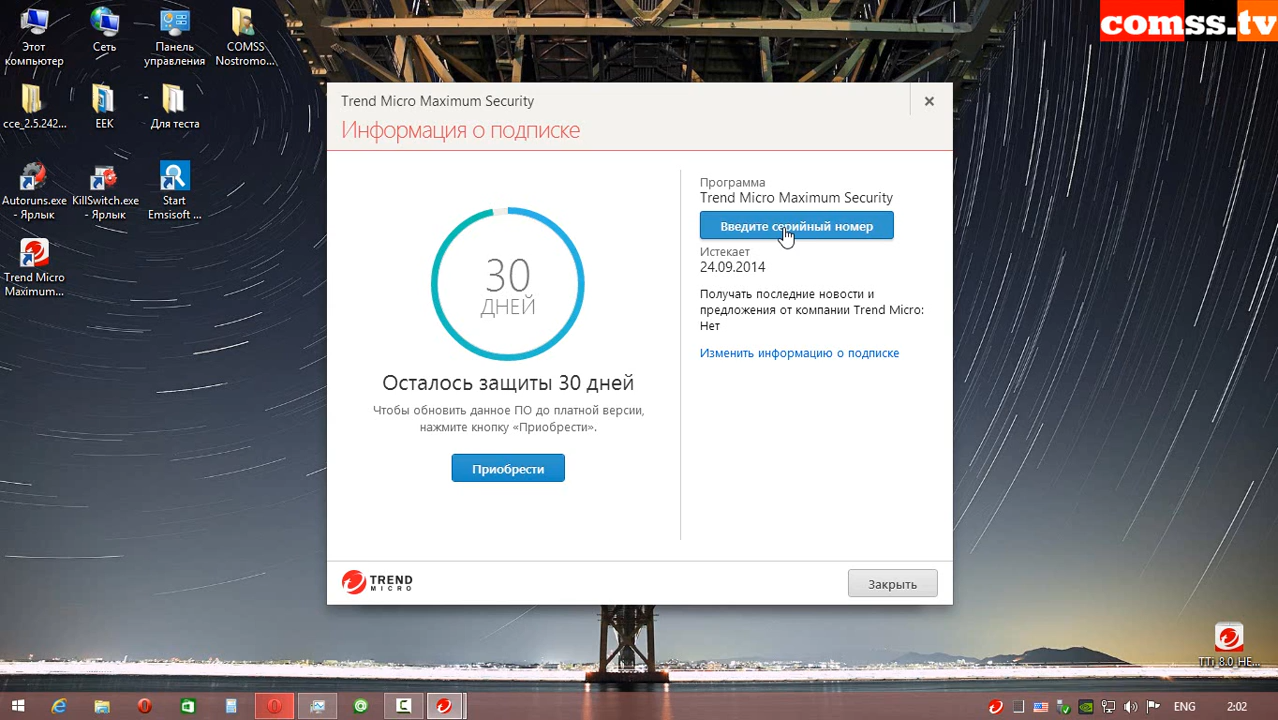 comss.tv
Этот
компьютер
Сеть
Панель
управления
COMSS
Nostromo...
cce_2.5.242...
EEK
Для теста
Autoruns.exe
- Ярлык
KillSwitch.exe
- Ярлык
Start
Emsisoft ...
Trend Micro
Maximum...
Trend Micro Maximum Security
Информация о подписке
30
ДНЕЙ
Осталось защиты 30 дней
Чтобы обновить данное ПО до платной версии,
нажмите кнопку «Приобрести».
Приобрести
Программа
Trend Micro Maximum Security
Введите серийный номер
Истекает
24.09.2014
Получать последние новости и
предложения от компании Trend Micro:
Нет
Изменить информацию о подписке
TREND
MICRO
Закрыть
TTi_8.0_HE...
ENG
2:02